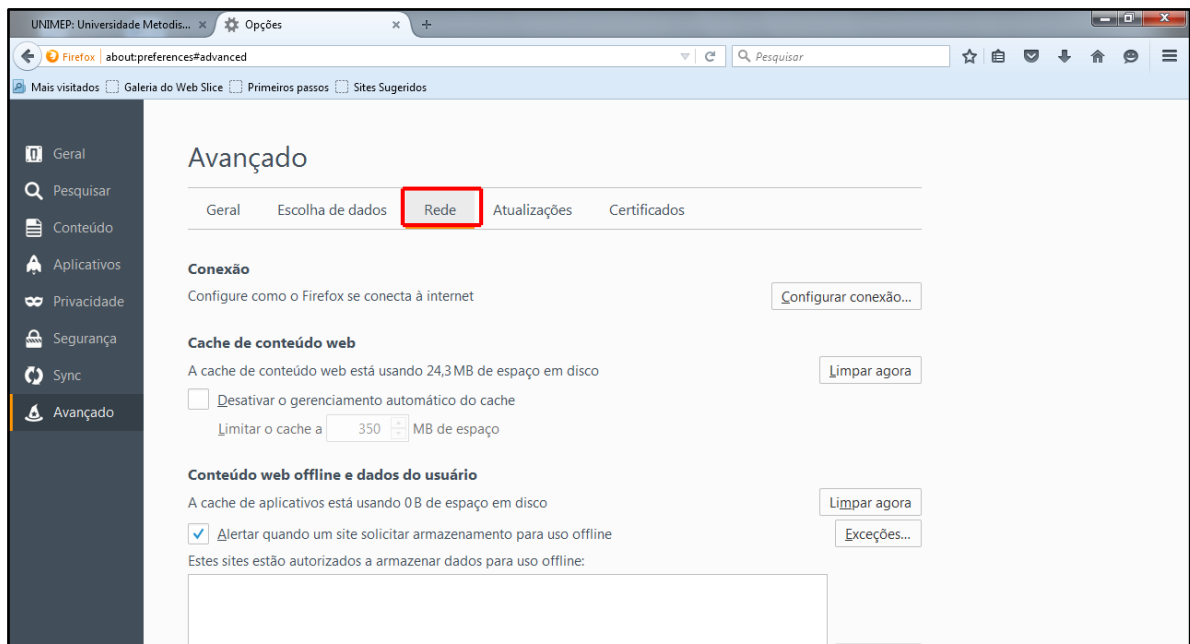 UNIMEP: Universidade Metodis...
Opções
Firefox about:preferences#advanced
Pesquisar
Mais visitados Galeria do Web Slice Primeiros passos Sites Sugeridos
Geral
Pesquisar
Conteúdo
Aplicativos
Privacidade
Segurança
Sync
Avançado
Avançado
Geral Escolha de dados Rede Atualizações Certificados
Conexão
Configure como o Firefox se conecta à internet
Configurar conexão...
Cache de conteúdo web
A cache de conteúdo web está usando 24,3 MB de espaço em disco
Limpar agora
Desativar o gerenciamento automático do cache
Limitar o cache a 350 MB de espaço
Conteúdo web offline e dados do usuário
A cache de aplicativos está usando 0 B de espaço em disco
Limpar agora
Alertar quando um site solicitar armazenamento para uso offline
Exceções...
Estes sites estão autorizados a armazenar dados para uso offline: